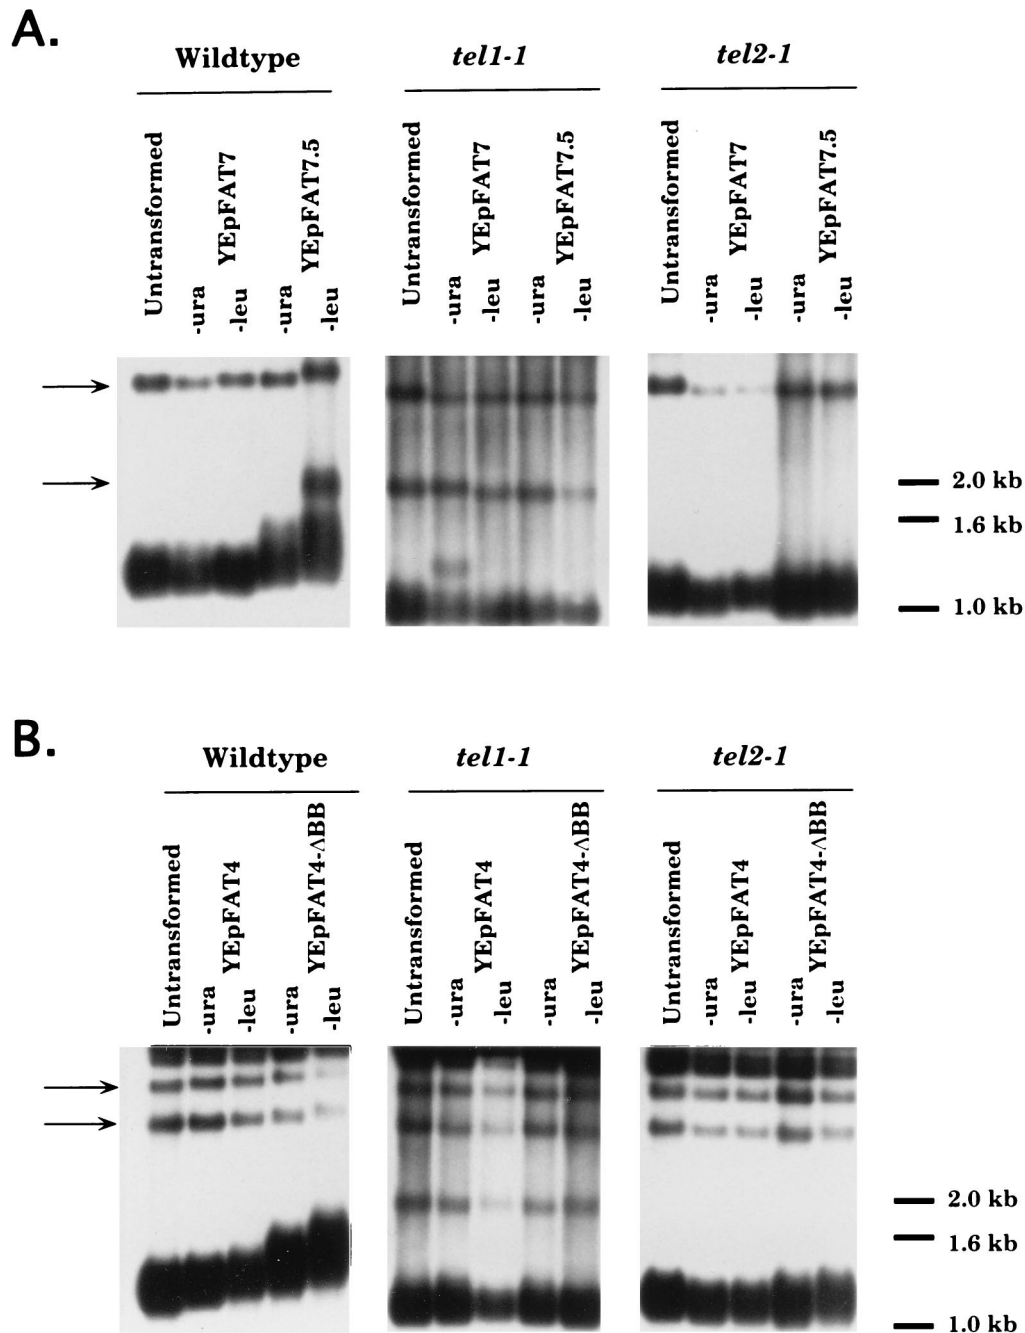 A.
Wildtype
tel1-1
tel2-1
Untransformed
-ura
YEpFAT7
-leu
-ura
YEpFAT7.5
-leu
Untransformed
-ura
YEpFAT7
-leu
-ura
YEpFAT7.5
-leu
Untransformed
-ura
YEpFAT7
-leu
-ura
YEpFAT7.5
-leu
2.0 kb
1.6 kb
1.0 kb
B.
Wildtype
tel1-1
tel2-1
Untransformed
-ura
YEpFAT4
-leu
-ura
YEpFAT4-ΔBB
-leu
Untransformed
-ura
YEpFAT4
-leu
-ura
YEpFAT4-ΔBB
-leu
Untransformed
-ura
YEpFAT4
-leu
-ura
YEpFAT4-ΔBB
-leu
2.0 kb
1.6 kb
1.0 kb